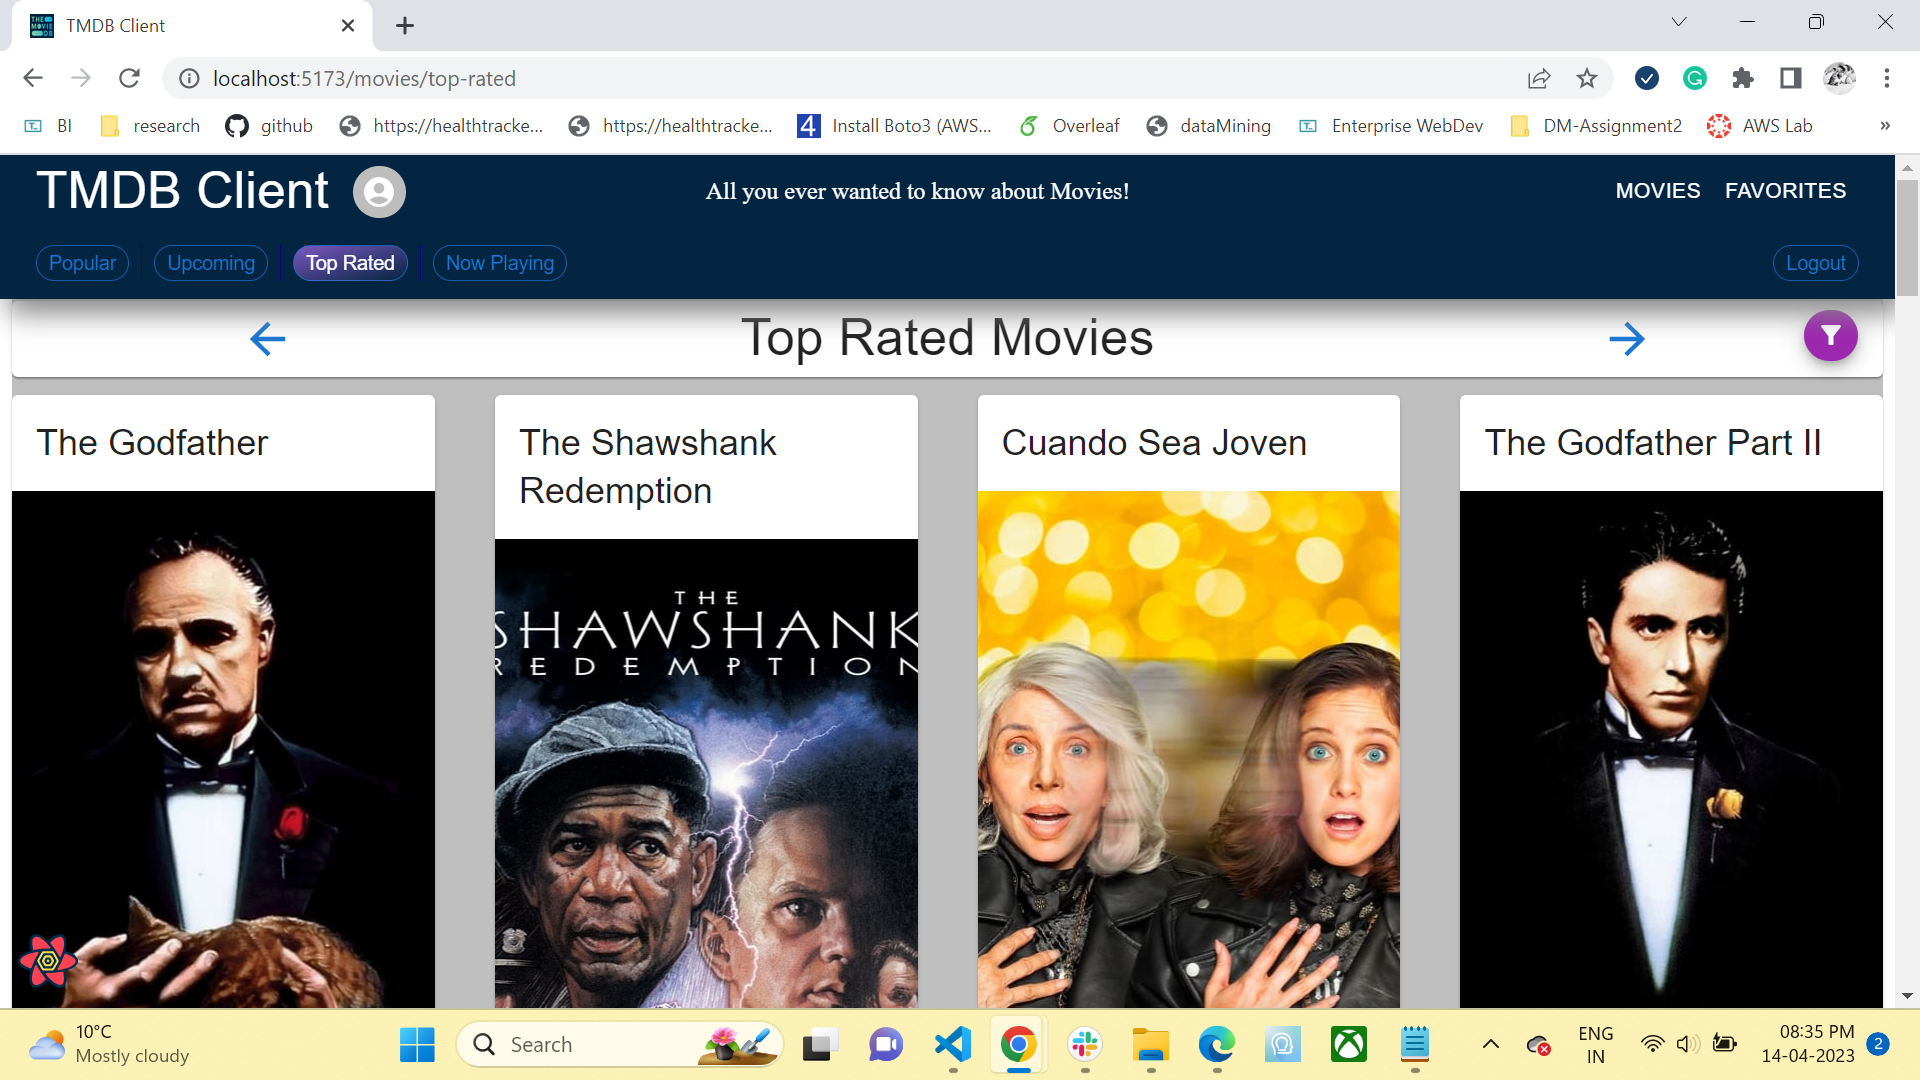 TMDB Client
localhost:5173/movies/top-rated
BI
research
github
https://healthtracke...
https://healthtracke...
4 Install Boto3 (AWS...
Overleaf
dataMining
Enterprise WebDev
DM-Assignment2
AWS Lab
»
TMDB Client
All you ever wanted to know about Movies!
MOVIES
FAVORITES
Popular
Upcoming
Top Rated
Now Playing
Logout
Top Rated Movies
The Godfather
The Shawshank
Redemption
Cuando Sea Joven
The Godfather Part II
THE
SHAWSHANK
REDEMPTION
10°C
Mostly cloudy
Search
ENG
IN
08:35 PM
14-04-2023
2